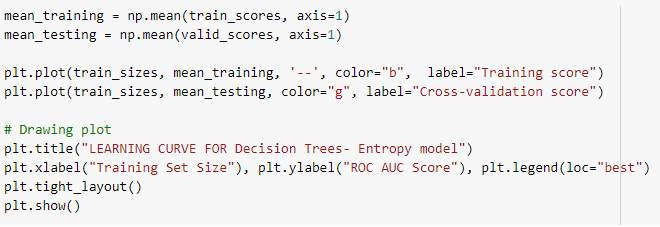 mean_training = np.mean(train_scores, axis=1)
mean_testing = np.mean(valid_scores, axis=1)
plt.plot(train_sizes, mean_training, '--', color="b",  label="Training score")
plt.plot(train_sizes, mean_testing, color="g", label="Cross-validation score")
# Drawing plot
plt.title("LEARNING CURVE FOR Decision Trees- Entropy model")
plt.xlabel("Training Set Size"), plt.ylabel("ROC AUC Score"), plt.legend(loc="best")
plt.tight_layout()
plt.show()